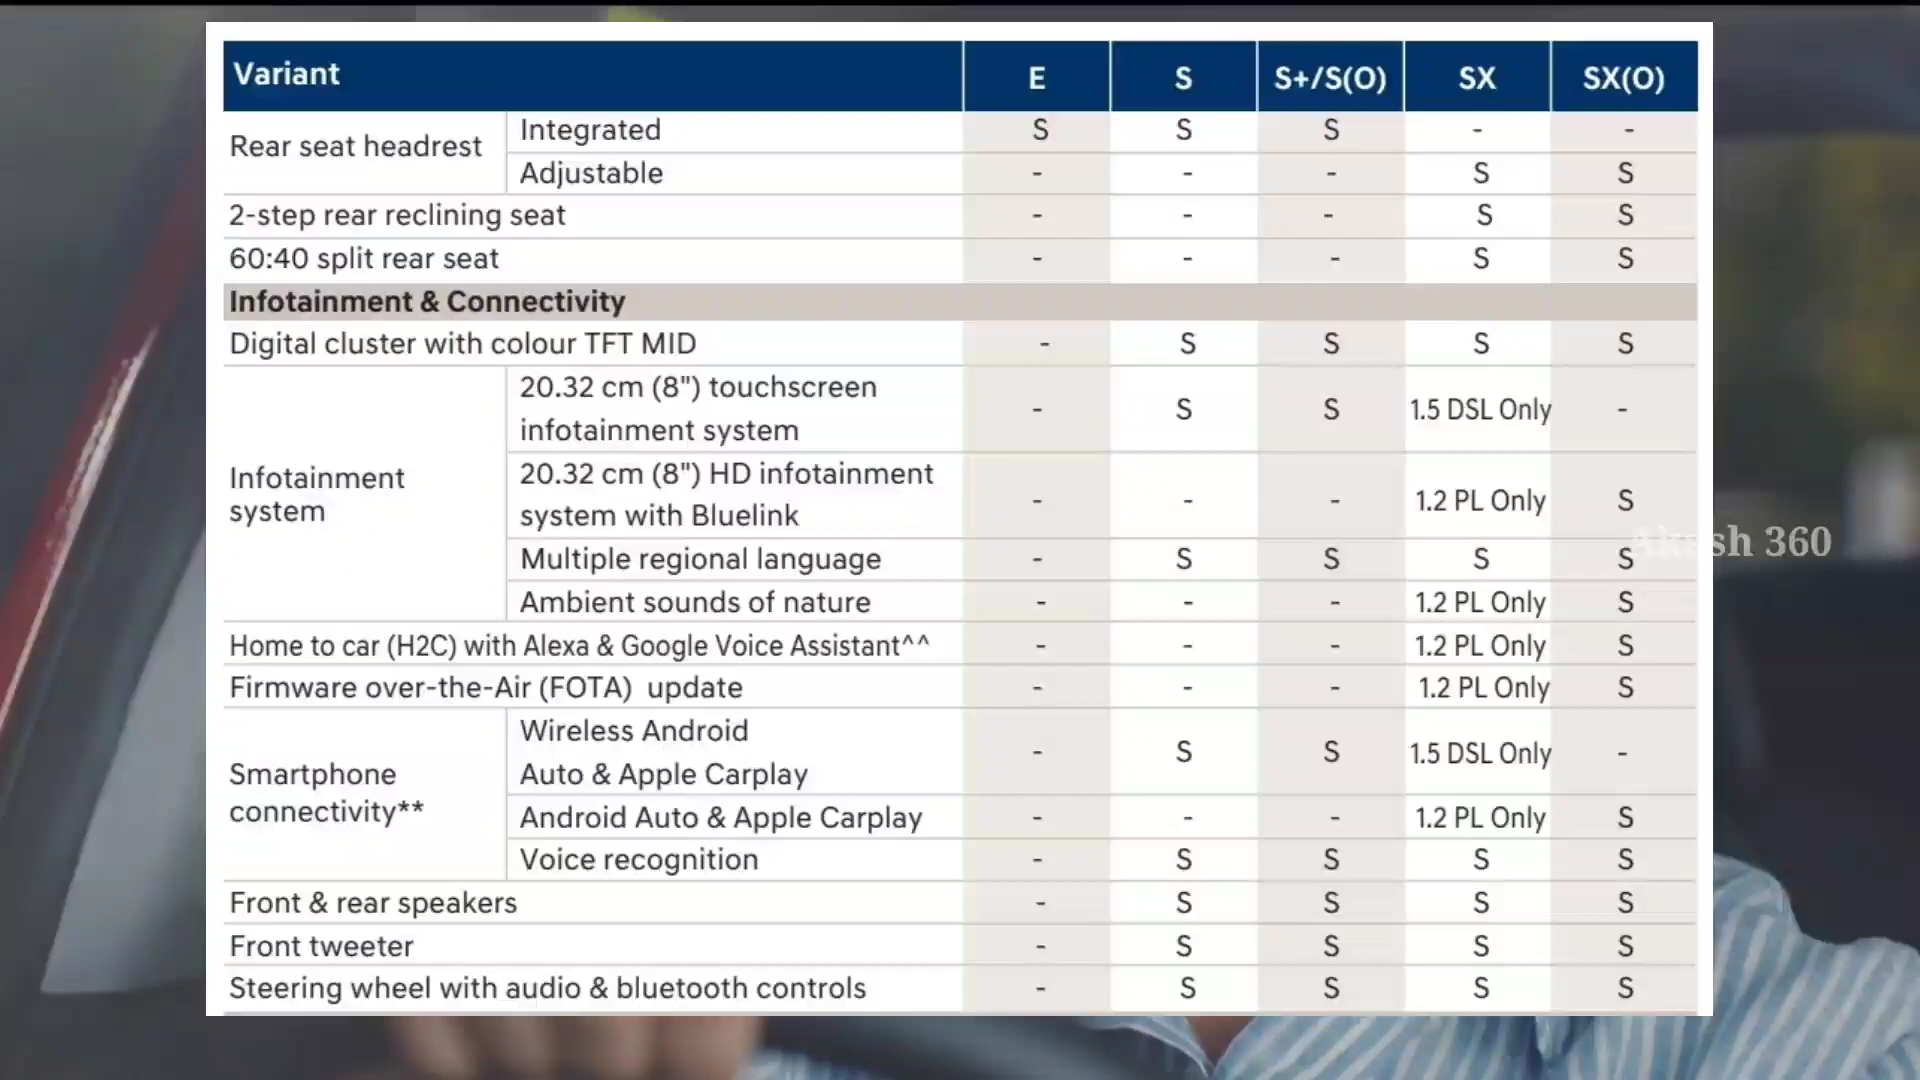 Variant E S S+/S(O) SX SX(O)
Rear seat headrest Integrated S S S - -
Adjustable - - - S S
2-step rear reclining seat - - - S S
60:40 split rear seat - - - S S
Infotainment & Connectivity
Digital cluster with colour TFT MID - S S S S
Infotainment system
20.32 cm (8") touchscreen
infotainment system - S S 1.5 DSL Only -
20.32 cm (8") HD infotainment
system with Bluelink - - - 1.2 PL Only S
Multiple regional language - S S S S
Ambient sounds of nature - - - 1.2 PL Only S
Home to car (H2C) with Alexa & Google Voice Assistant^^ - - - 1.2 PL Only S
Firmware over-the-Air (FOTA) update - - - 1.2 PL Only S
Smartphone connectivity**
Wireless Android
Auto & Apple Carplay - S S 1.5 DSL Only -
Android Auto & Apple Carplay - - - 1.2 PL Only S
Voice recognition - S S S S
Front & rear speakers - S S S S
Front tweeter - S S S S
Steering wheel with audio & bluetooth controls - S S S S
Akash 360